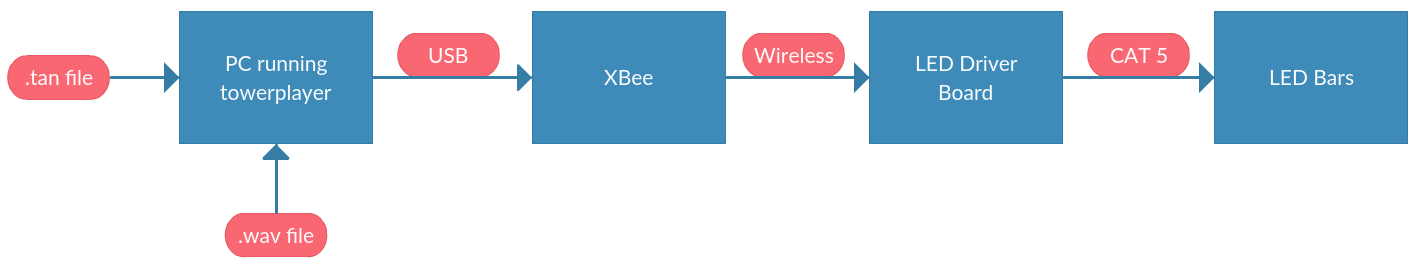 .tan file
PC running
towerplayer
USB
XBee
Wireless
LED Driver
Board
CAT 5
LED Bars
.wav file